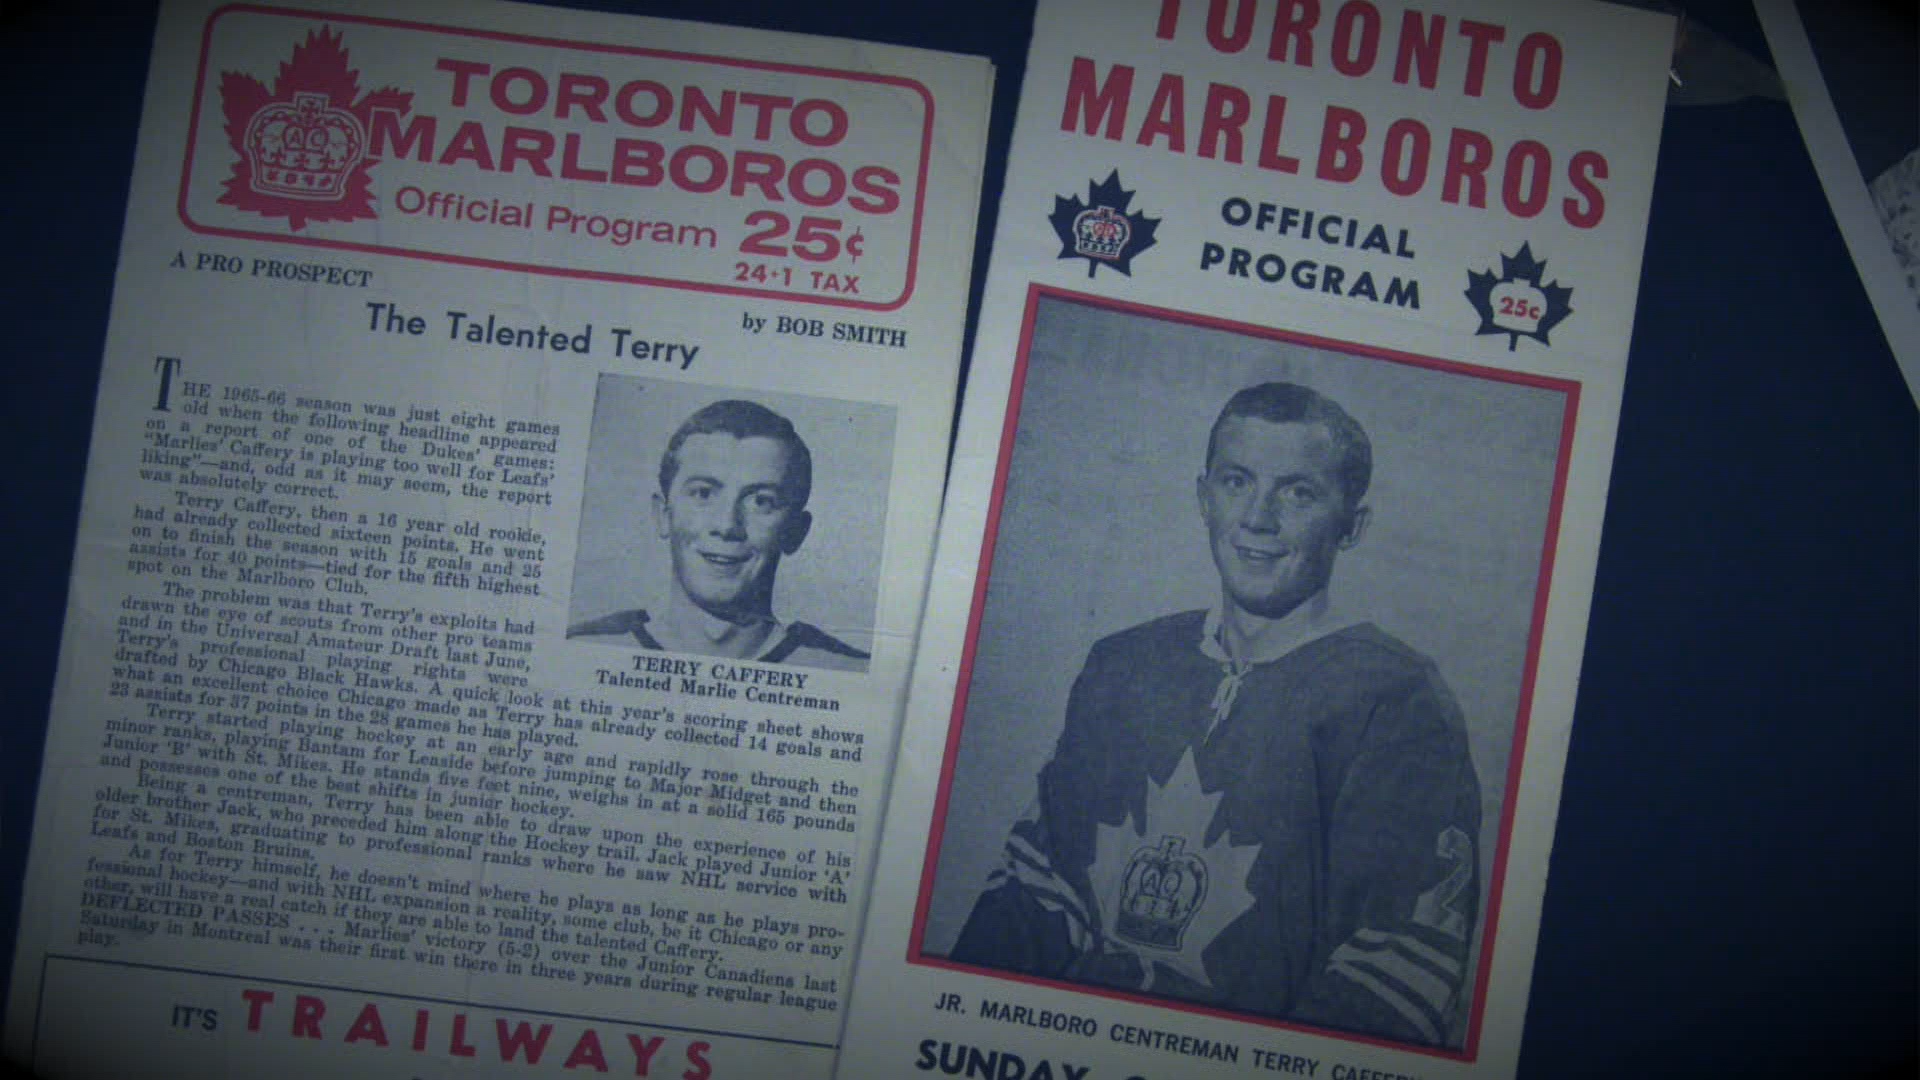 TORONTO
MARLBOROS
Official Program 25¢
24+1 TAX
A PRO PROSPECT
The Talented Terry
by BOB SMITH
THE 1965-66 season was just eight games
old when the following headline appeared
on a report of one of the Dukes' games:
"Marlies' Caffery is playing too well for Leafs'
liking"—and, odd as it may seem, the report
was absolutely correct.
Terry Caffery, then a 16 year old rookie,
had already collected sixteen points. He went
on to finish the season with 15 goals and 25
assists for 40 points—tied for the fifth highest
spot on the Marlboro Club.
The problem was that Terry's exploits had
drawn the eye of scouts from other pro teams
and in the Universal Amateur Draft last June,
Terry's professional playing rights were
drafted by Chicago Black Hawks. A quick look at this year's scoring sheet shows
what an excellent choice Chicago made as Terry has already collected 14 goals and
23 assists for 37 points in the 28 games he has played.
Terry started playing hockey at an early age and rapidly rose through the
minor ranks, playing Bantam for Leaside before jumping to Major Midget and then
Junior 'B' with St. Mikes. He stands five feet nine, weighs in at a solid 165 pounds
and possesses one of the best shifts in junior hockey.
Being a centreman, Terry has been able to draw upon the experience of his
older brother Jack, who preceded him along the Hockey trail. Jack played Junior 'A'
for St. Mikes, graduating to professional ranks where he saw NHL service with
Leafs and Boston Bruins.
As for Terry himself, he doesn't mind where he plays as long as he plays pro-
fessional hockey—and with NHL expansion a reality, some club, be it Chicago or any
other, will have a real catch if they are able to land the talented Caffery.
DEFLECTED PASSES . . . Marlies' victory (5-2) over the Junior Canadiens last
Saturday in Montreal was their first win there in three years during regular league
play.
TERRY CAFFERY
Talented Marlie Centreman
IT'S TRAILWAYS
TORONTO
MARLBOROS
OFFICIAL
PROGRAM
25c
2
JR. MARLBORO CENTREMAN TERRY CAFFERY
SUNDAY